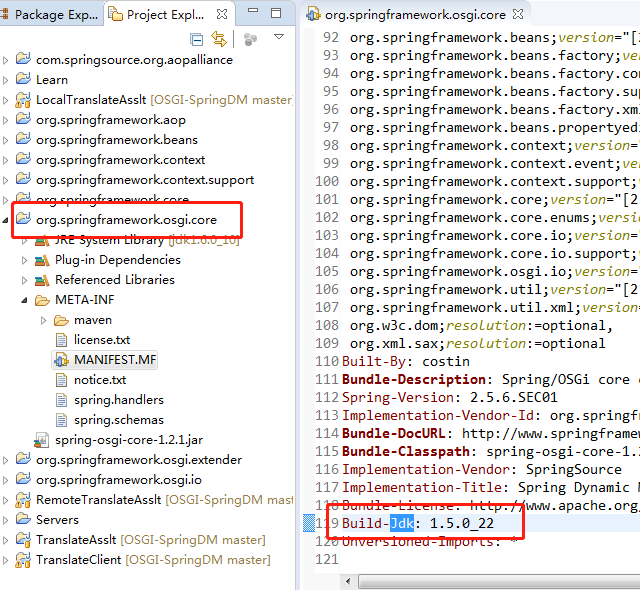 Package Exp...
Project Explor...
com.springsource.org.aopalliance
Learn
LocalTranslateAsslt [OSGI-SpringDM master]
org.springframework.aop
org.springframework.beans
org.springframework.context
org.springframework.context.support
org.springframework.core
org.springframework.osgi.core
JRE System Library [jdk1.6.0_10]
Plug-in Dependencies
Referenced Libraries
META-INF
maven
license.txt
MANIFEST.MF
notice.txt
spring.handlers
spring.schemas
spring-osgi-core-1.2.1.jar
org.springframework.osgi.extender
org.springframework.osgi.io
RemoteTranslateAsslt [OSGI-SpringDM
Servers
TranslateAsslt [OSGI-SpringDM master]
TranslateClient [OSGI-SpringDM master]
org.springframework.osgi.core
92 org.springframework.beans;version="[
93 org.springframework.beans.factory;ve
94 org.springframework.beans.factory.co
95 org.springframework.beans.factory.su
96 org.springframework.beans.factory.xm
97 org.springframework.beans.propertyed
98 org.springframework.context;version=
99 org.springframework.context.event;ve
100 org.springframework.context.support;
101 org.springframework.core;version="[2
102 org.springframework.core.enums;versi
103 org.springframework.core.io;version=
104 org.springframework.core.io.support;
105 org.springframework.osgi.io;version=
106 org.springframework.util;version="[2
107 org.springframework.util.xml;version
108 org.w3c.dom;resolution:=optional,
109 org.xml.sax;resolution:=optional
110 Built-By: costin
111 Bundle-Description: Spring/OSGi core
112 Spring-Version: 2.5.6.SEC01
113 Implementation-Vendor-Id: org.springf
114 Bundle-DocURL: http://www.springframew
115 Bundle-Classpath: spring-osgi-core-1.
116 Implementation-Vendor: SpringSource
117 Implementation-Title: Spring Dynamic
118 Bundle-License: http://www.apache.org
119 Build-Jdk: 1.5.0_22
120 Unversioned-Imports: *
121